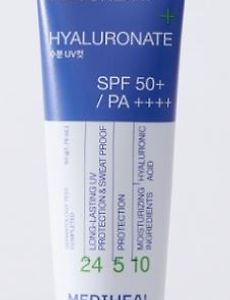 +
HYALURONATE
수분 UV컷
SPF 50+
/ PA ++++
LONG-LASTING UV
PROTECTION & SWEAT PROOF
PROTECTION
MOISTURIZING
INGREDIENTS
HYALURONIC
ACID
24 5 10
MEDIHEAL